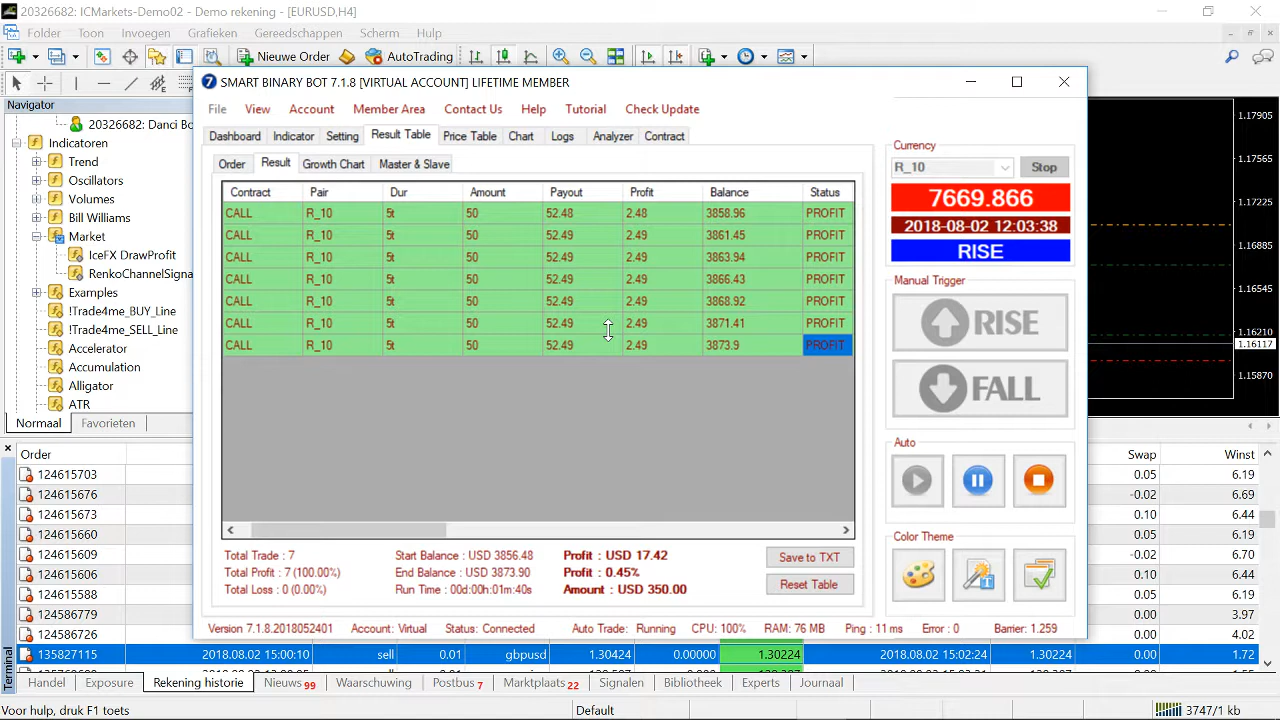 20326682: ICMarkets-Demo02 - Demo rekening - [EURUSD,H4]
Folder Toon Invoegen Grafieken Gereedschappen Scherm Hulp
Nieuwe Order AutoTrading
Navigator
20326682: Danci Bo
Indicatoren
Trend
Oscillators
Volumes
Bill Williams
Market
IceFX DrawProfit
RenkoChannelSigna
Examples
!Trade4me_BUY_Line
!Trade4me_SELL_Line
Accelerator
Accumulation
Alligator
ATR
Normaal Favorieten
7 SMART BINARY BOT 7.1.8 [VIRTUAL ACCOUNT] LIFETIME MEMBER
File View Account Member Area Contact Us Help Tutorial Check Update
Dashboard Indicator Setting Result Table Price Table Chart Logs Analyzer Contract
Order Result Growth Chart Master & Slave
Contract Pair Dur Amount Payout Profit Balance Status
CALL R_10 5t 50 52.48 2.48 3858.96 PROFIT
CALL R_10 5t 50 52.49 2.49 3861.45 PROFIT
CALL R_10 5t 50 52.49 2.49 3863.94 PROFIT
CALL R_10 5t 50 52.49 2.49 3866.43 PROFIT
CALL R_10 5t 50 52.49 2.49 3868.92 PROFIT
CALL R_10 5t 50 52.49 2.49 3871.41 PROFIT
CALL R_10 5t 50 52.49 2.49 3873.9 PROFIT
Total Trade : 7 Start Balance : USD 3856.48 Profit : USD 17.42 Save to TXT
Total Profit : 7 (100.00%) End Balance : USD 3873.90 Profit : 0.45%
Total Loss : 0 (0.00%) Run Time : 00d:00h:01m:40s Amount : USD 350.00 Reset Table
Currency
R_10 Stop
7669.866
2018-08-02 12:03:38
RISE
Manual Trigger
RISE
FALL
Auto
Color Theme
Version 7.1.8.2018052401 Account: Virtual Status: Connected Auto Trade: Running CPU: 100% RAM: 76 MB Ping : 11 ms Error : 0 Barrier: 1.259
1.17905
1.17565
1.17225
1.16885
1.16545
1.16210
1.16117
1.15870
Order Swap Winst
124615703 0.05 6.19
124615676 -0.02 6.69
124615673 0.10 6.44
124615660 0.05 6.19
124615609 -0.02 6.70
124615606 0.10 6.44
124615588 0.05 6.19
124586779 0.00 3.97
124586726 0.00 4.02
135827115 2018.08.02 15:00:10 sell 0.01 gbpusd 1.30424 0.00000 1.30224 2018.08.02 15:02:24 1.30224 0.00 1.72
Terminal
Handel Exposure Rekening historie Nieuws 99 Waarschuwing Postbus 7 Marktplaats 22 Signalen Bibliotheek Experts Journaal
Voor hulp, druk F1 toets Default 3747/1 kb